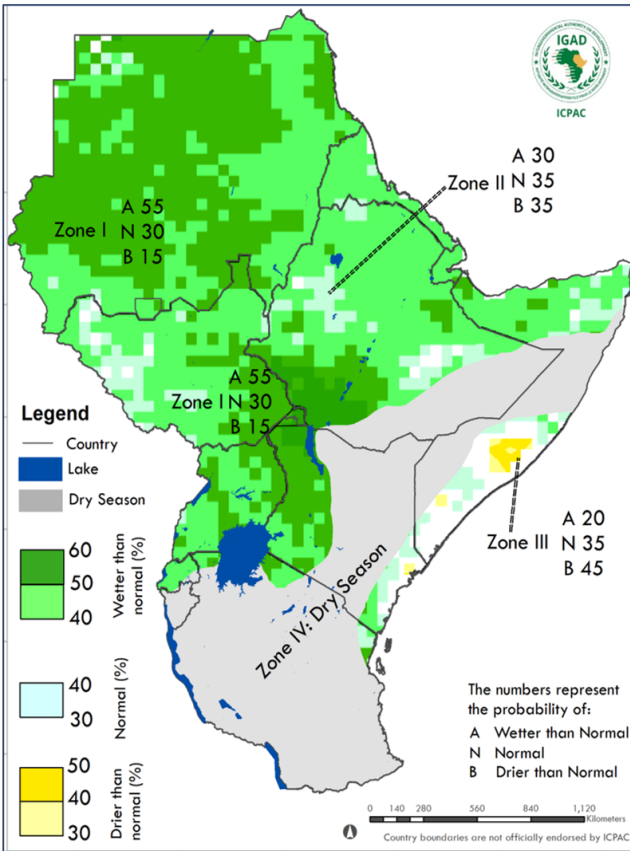 IGAD
ICPAC
A 30
Zone II N 35
B 35
A 55
Zone I N 30
B 15
A 55
Zone I N 30
B 15
A 20
N 35
Zone III
B 45
Zone IV: Dry Season
Legend
Country
Lake
Dry Season
60
50
40
Wetter than
normal (%)
40
30
Normal (%)
50
40
30
Drier than
normal (%)
The numbers represent
the probability of:
A Wetter than Normal
N Normal
B Drier than Normal
0 140 280 560 840 1,120
Kilometers
Country boundaries are not officially endorsed by ICPAC